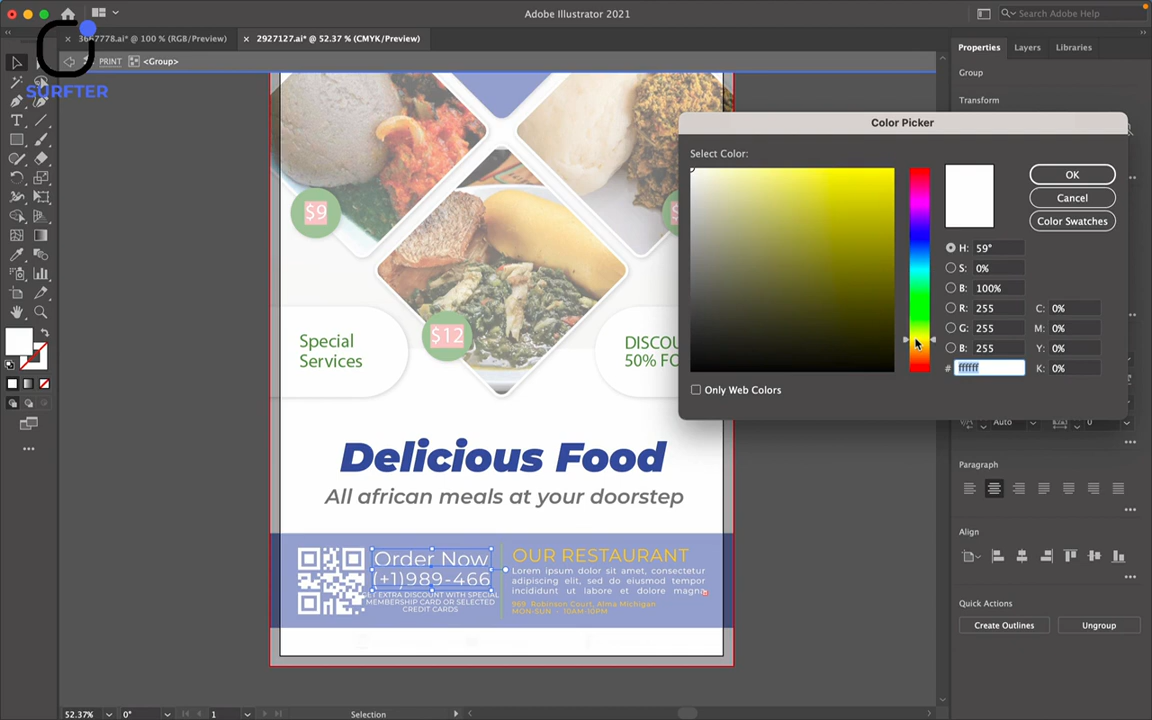 Adobe Illustrator 2021
Search Adobe Help
3667778.ai* @ 100 % (RGB/Preview)
2927127.ai* @ 52.37 % (CMYK/Preview)
PRINT
<Group>
SURFTER
Properties
Layers
Libraries
Group
Transform
Color Picker
Select Color:
OK
Cancel
Color Swatches
H: 59°
S: 0%
B: 100%
R: 255
C: 0%
G: 255
M: 0%
B: 255
Y: 0%
# ffffff
K: 0%
Only Web Colors
Auto
0
Paragraph
Align
Quick Actions
Create Outlines
Ungroup
$9
$12
Special
Services
DISCOU
50% FO
Delicious Food
All african meals at your doorstep
Order Now
(+1)989-466
EXTRA DISCOUNT WITH SPECIAL
MEMBERSHIP CARD OR SELECTED
CREDIT CARDS
OUR RESTAURANT
Lorem ipsum dolor sit amet, consectetur
adipiscing elit, sed do eiusmod tempor
incididunt ut labore et dolore magna
969 Robinson Court, Alma Michigan
MON-SUN - 10AM-10PM
52.37%
0°
1
Selection